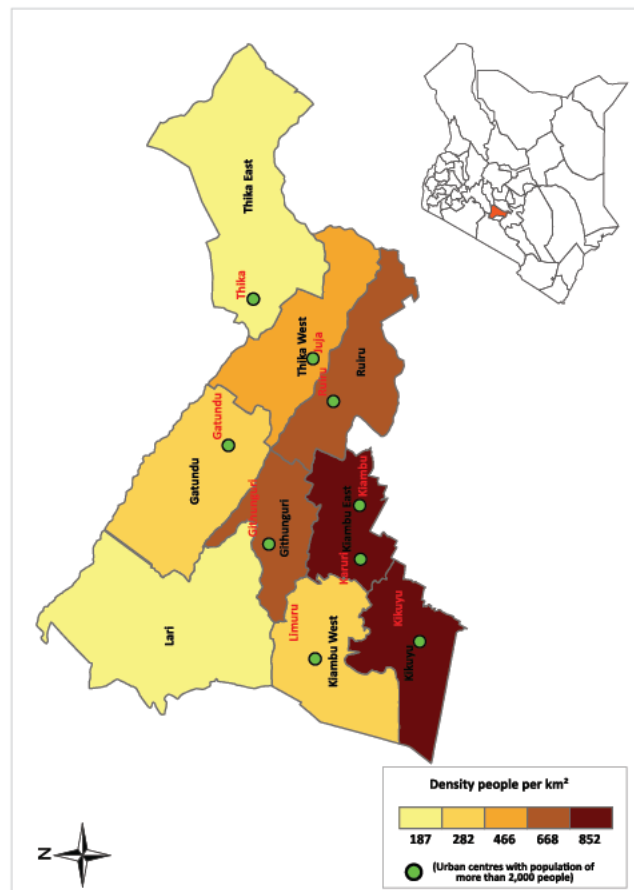 Thika East
Thika
Thika West
Juja
Ruiru
Ruiru
Gatundu
Gatundu
Githunguri
Githunguri
Kiambu
Kiambu East
Karuri
Lari
Limuru
Kiambu West
Kikuyu
Kikuyu
N
Density people per km²
187 282 466 668 852
(Urban centres with population of
more than 2,000 people)